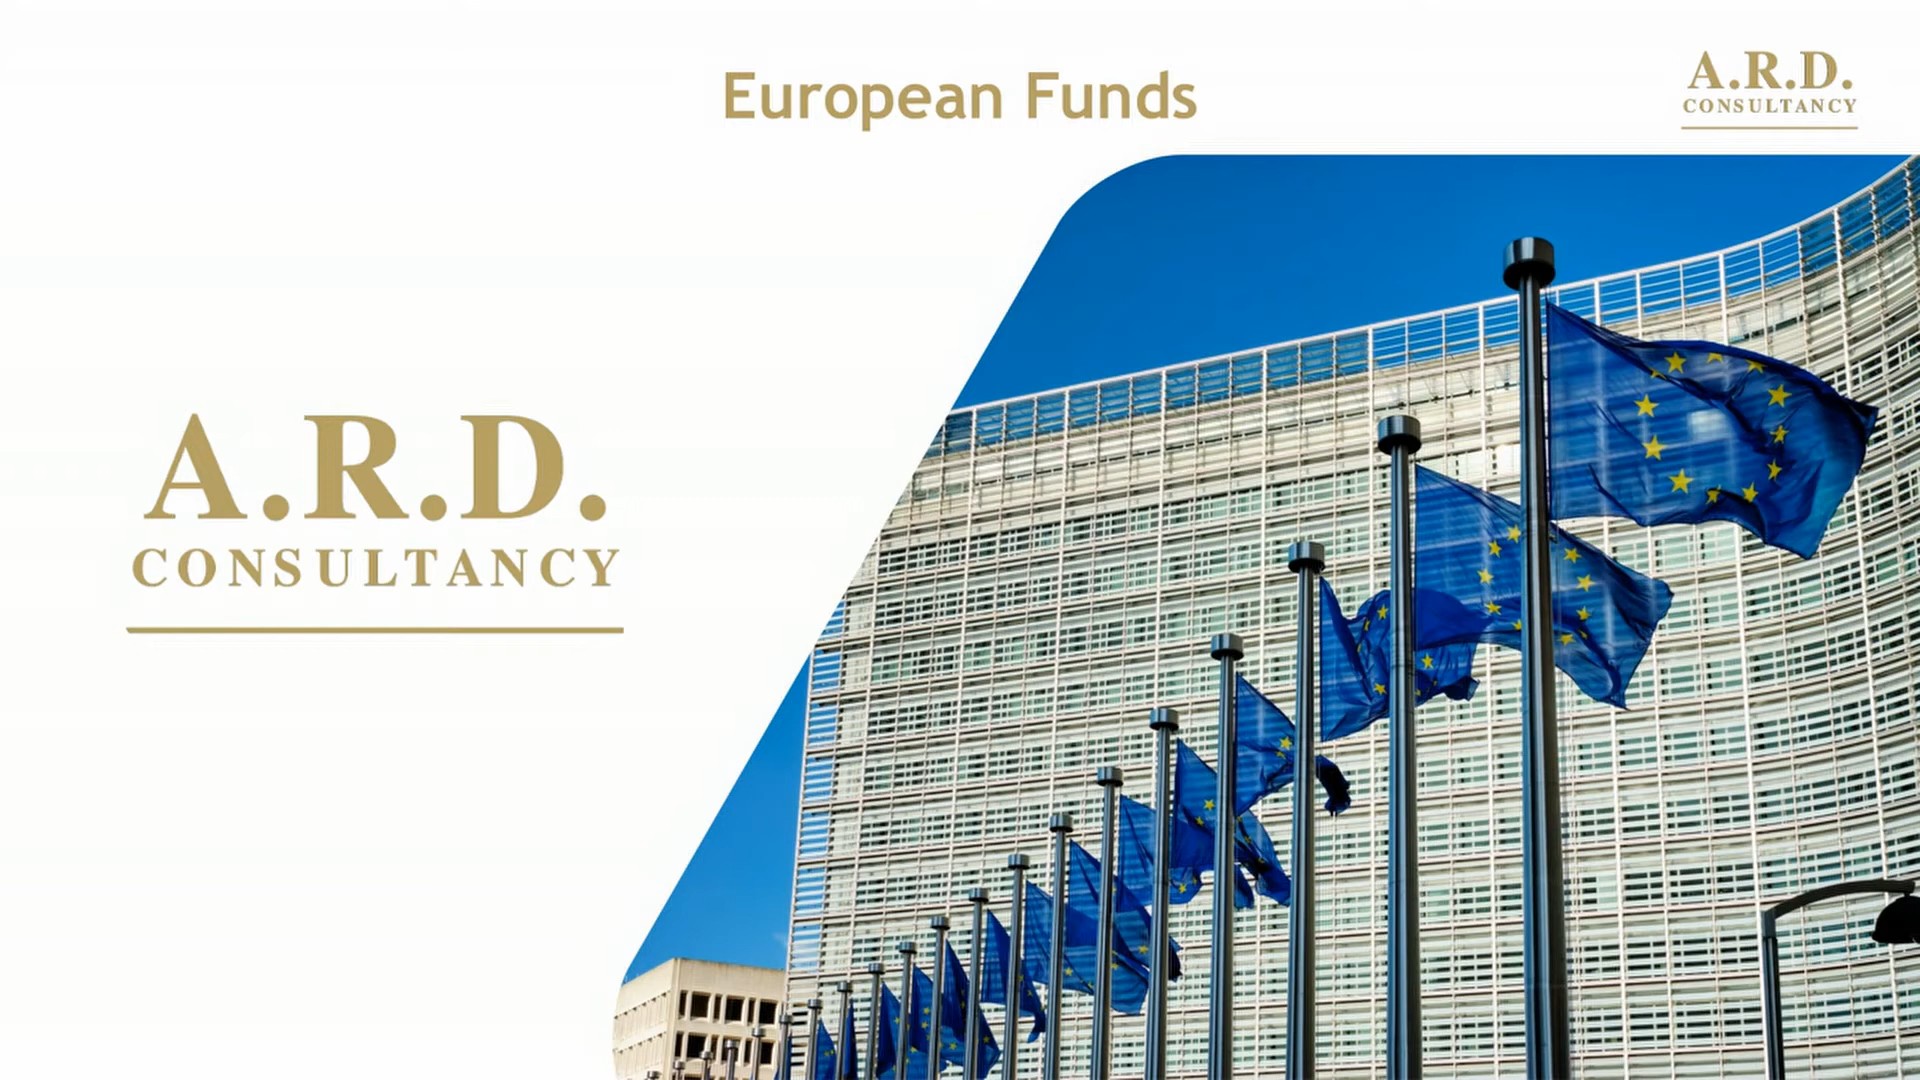 European Funds
A.R.D.
CONSULTANCY
A.R.D.
CONSULTANCY